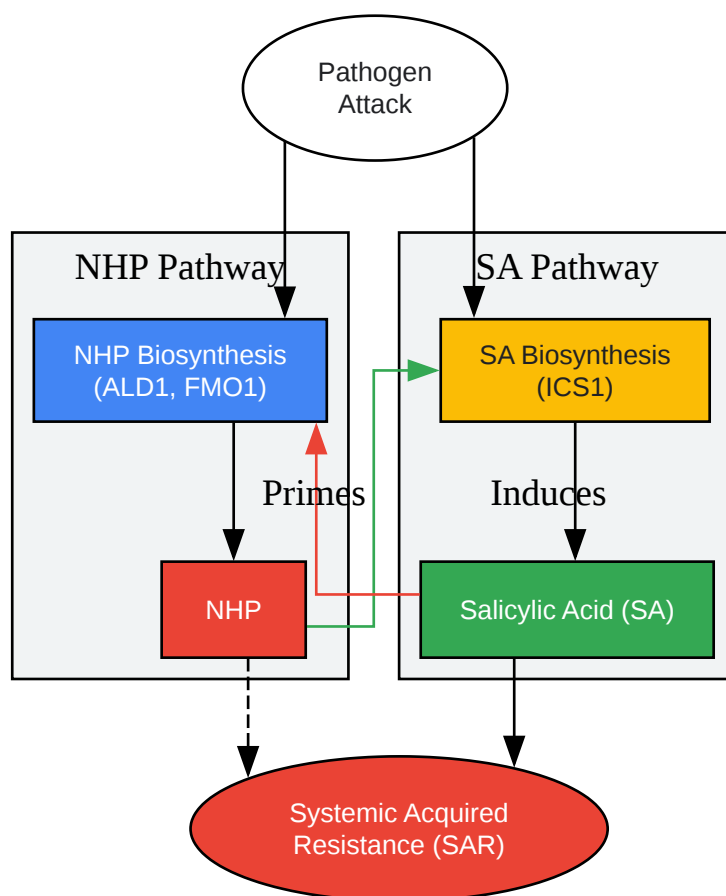 Pathogen
Attack
NHP Pathway
SA Pathway
NHP Biosynthesis
(ALD1, FMO1)
SA Biosynthesis
(ICS1)
Primes
Induces
NHP
Salicylic Acid (SA)
Systemic Acquired
Resistance (SAR)